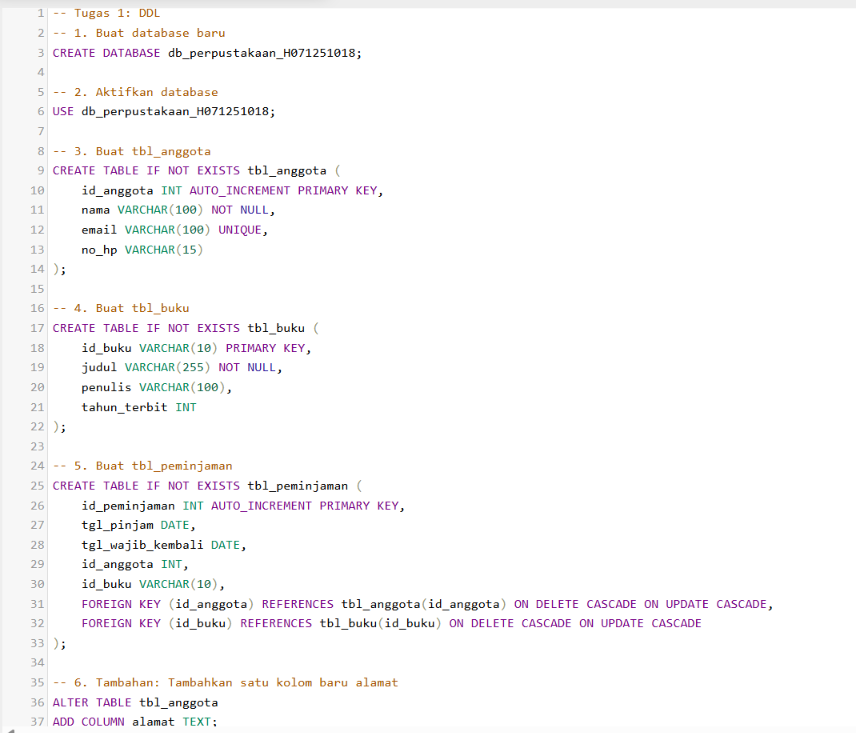 1 -- Tugas 1: DDL
2 -- 1. Buat database baru
3 CREATE DATABASE db_perpustakaan_H071251018;
4
5 -- 2. Aktifkan database
6 USE db_perpustakaan_H071251018;
7
8 -- 3. Buat tbl_anggota
9 CREATE TABLE IF NOT EXISTS tbl_anggota (
10     id_anggota INT AUTO_INCREMENT PRIMARY KEY,
11     nama VARCHAR(100) NOT NULL,
12     email VARCHAR(100) UNIQUE,
13     no_hp VARCHAR(15)
14 );
15
16 -- 4. Buat tbl_buku
17 CREATE TABLE IF NOT EXISTS tbl_buku (
18     id_buku VARCHAR(10) PRIMARY KEY,
19     judul VARCHAR(255) NOT NULL,
20     penulis VARCHAR(100),
21     tahun_terbit INT
22 );
23
24 -- 5. Buat tbl_peminjaman
25 CREATE TABLE IF NOT EXISTS tbl_peminjaman (
26     id_peminjaman INT AUTO_INCREMENT PRIMARY KEY,
27     tgl_pinjam DATE,
28     tgl_wajib_kembali DATE,
29     id_anggota INT,
30     id_buku VARCHAR(10),
31     FOREIGN KEY (id_anggota) REFERENCES tbl_anggota(id_anggota) ON DELETE CASCADE ON UPDATE CASCADE,
32     FOREIGN KEY (id_buku) REFERENCES tbl_buku(id_buku) ON DELETE CASCADE ON UPDATE CASCADE
33 );
34
35 -- 6. Tambahan: Tambahkan satu kolom baru alamat
36 ALTER TABLE tbl_anggota
37 ADD COLUMN alamat TEXT;